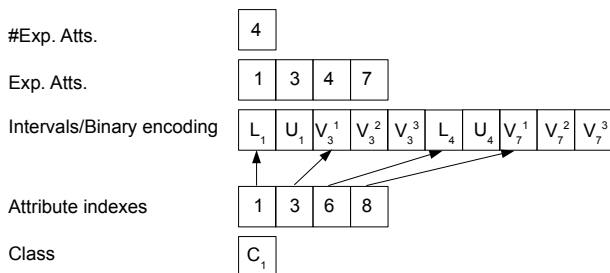 #Exp. Atts. 4
Exp. Atts. 1 3 4 7
Intervals/Binary encoding L₁ U₁ V₃¹ V₃² V₃³ L₄ U₄ V₇¹ V₇² V₇³
Attribute indexes 1 3 6 8
Class C₁